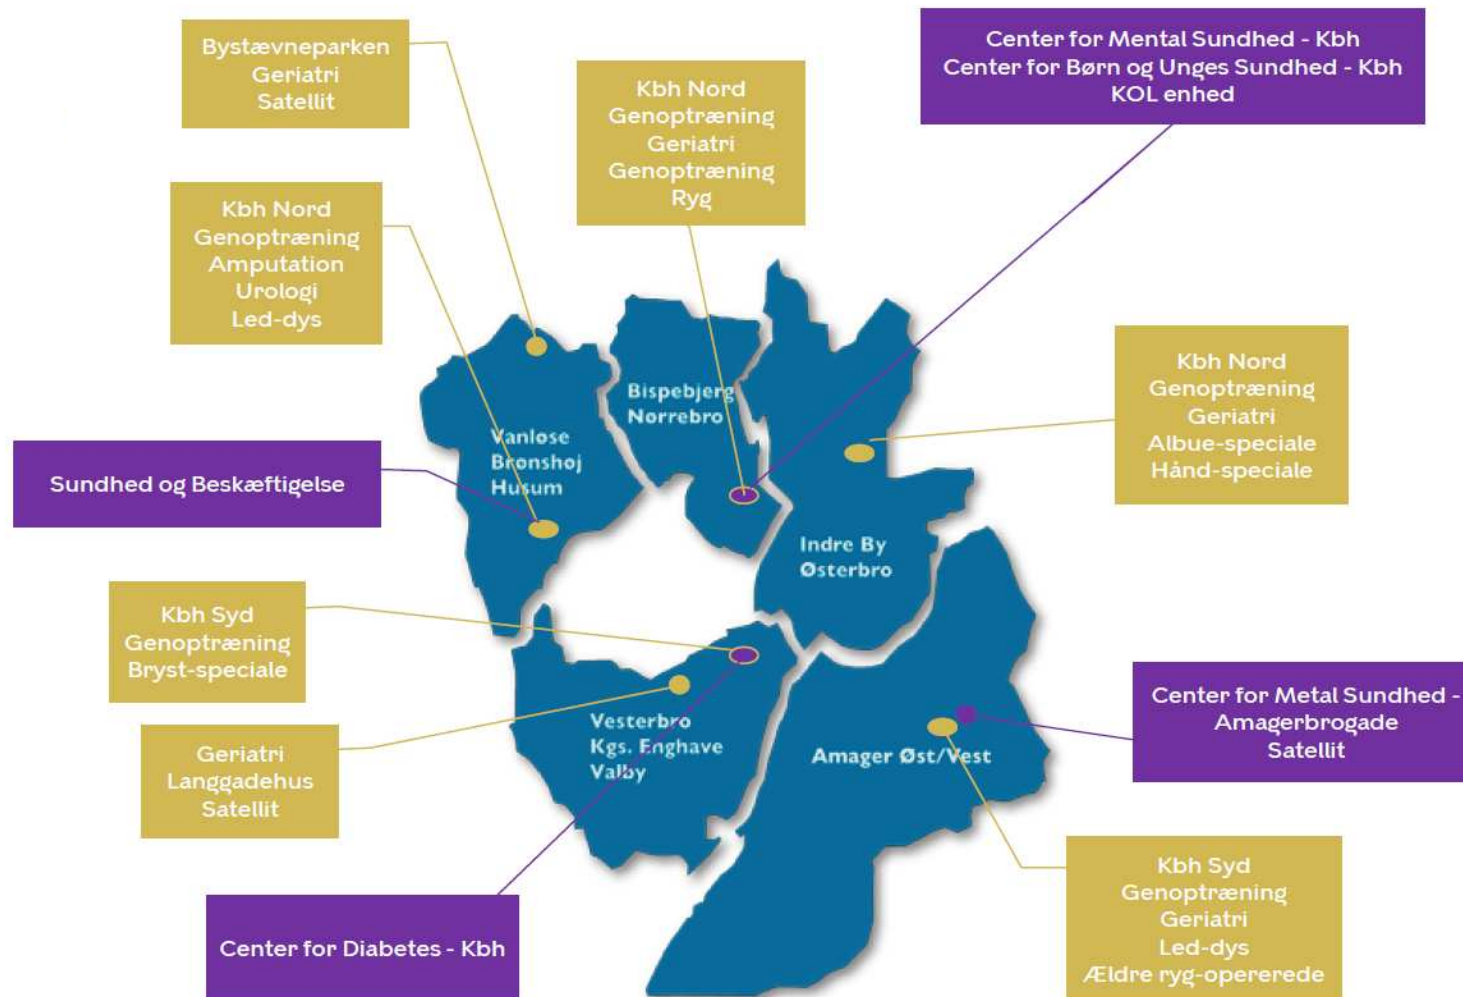 Bystævneparken
Geriatri
Satellit
Kbh Nord
Genoptræning
Geriatri
Genoptræning
Ryg
Center for Mental Sundhed - Kbh
Center for Børn og Unges Sundhed - Kbh
KOL enhed
Kbh Nord
Genoptræning
Amputation
Urologi
Led-dys
Kbh Nord
Genoptræning
Geriatri
Albue-speciale
Hånd-speciale
Bispebjerg
Nørrebro
Vanløse
Brønshøj
Husum
Sundhed og Beskæftigelse
Indre By
Østerbro
Kbh Syd
Genoptræning
Bryst-speciale
Geriatri
Langgadehus
Satellit
Vesterbro
Kgs. Enghave
Valby
Amager Øst/Vest
Center for Metal Sundhed -
Amagerbrogade
Satellit
Center for Diabetes - Kbh
Kbh Syd
Genoptræning
Geriatri
Led-dys
Ældre ryg-opererede